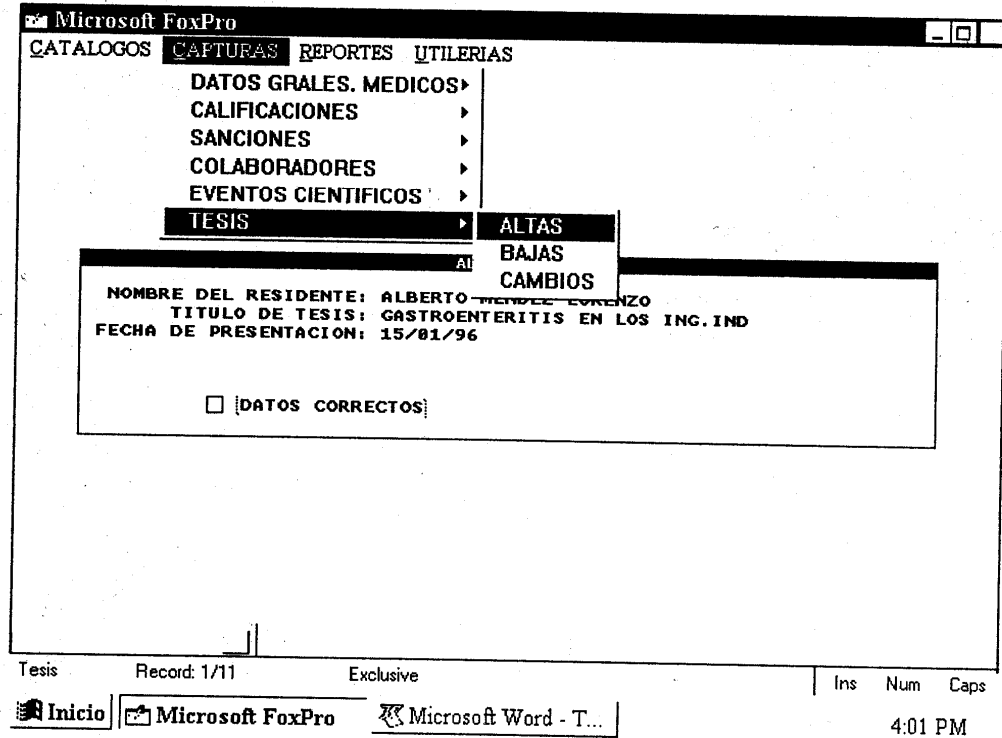 Microsoft FoxPro
CATALOGOS CAPTURAS REPORTES UTILERIAS
DATOS GRALES. MEDICOS
CALIFICACIONES
SANCIONES
COLABORADORES
EVENTOS CIENTIFICOS
TESIS
ALTAS
BAJAS
CAMBIOS
NOMBRE DEL RESIDENTE: ALBERTO MENDEZ LORENZO
TITULO DE TESIS: GASTROENTERITIS EN LOS ING.IND
FECHA DE PRESENTACION: 15/01/96
DATOS CORRECTOS
Tesis Record: 1/11 Exclusive Ins Num Caps
Inicio Microsoft FoxPro Microsoft Word - T... 4:01 PM